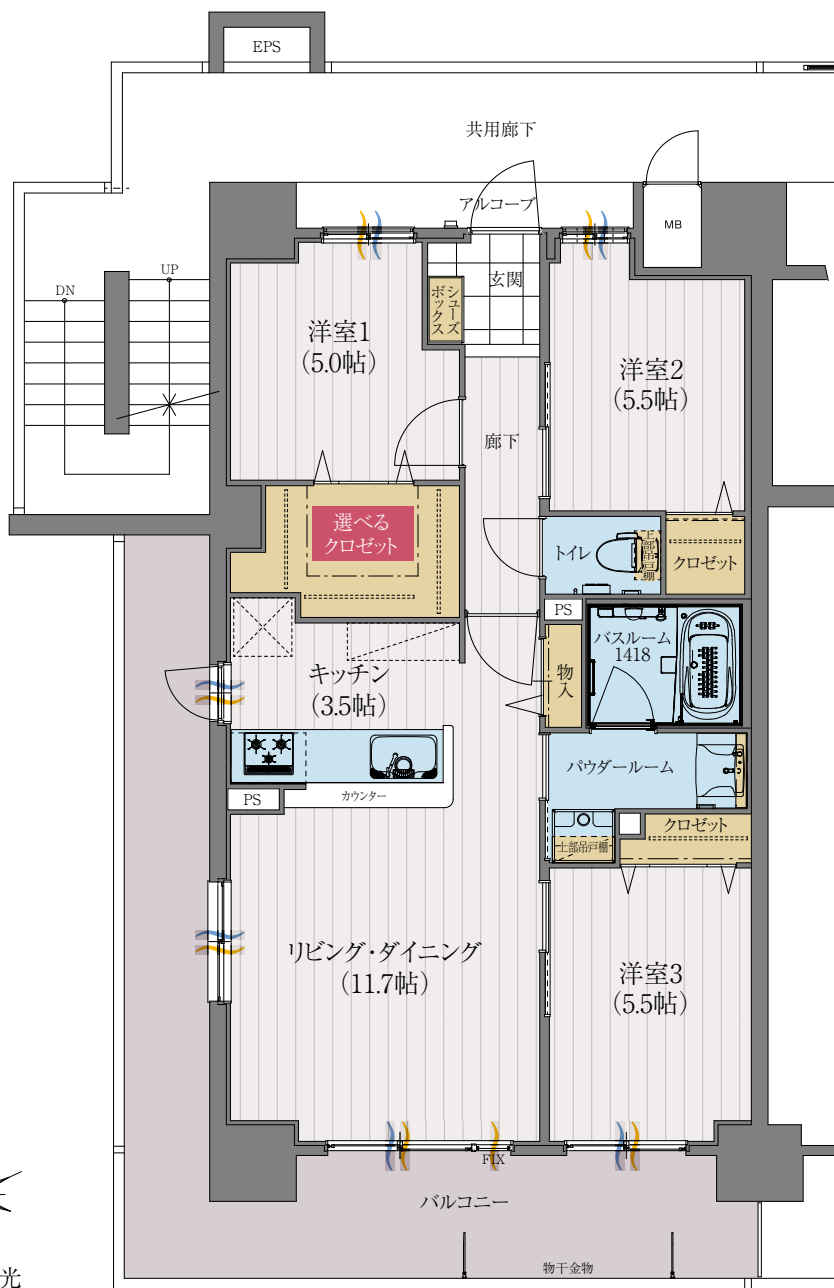 EPS
共用廊下
アルコーブ
MB
玄関
シューズ
ボックス
UP
DN
洋室1
(5.0帖)
洋室2
(5.5帖)
廊下
選べる
クロゼット
トイレ
上部吊戸棚
クロゼット
PS
バスルーム
1418
物入
キッチン
(3.5帖)
パウダールーム
PS
カウンター
クロゼット
上部吊戸棚
リビング・ダイニング
(11.7帖)
洋室3
(5.5帖)
FIX
バルコニー
物干金物
光